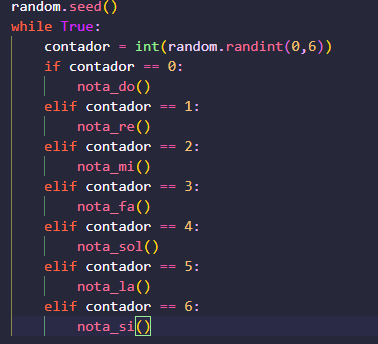 random.seed()
while True:
    contador = int(random.randint(0,6))
    if contador == 0:
        nota_do()
    elif contador == 1:
        nota_re()
    elif contador == 2:
        nota_mi()
    elif contador == 3:
        nota_fa()
    elif contador == 4:
        nota_sol()
    elif contador == 5:
        nota_la()
    elif contador == 6:
        nota_si()